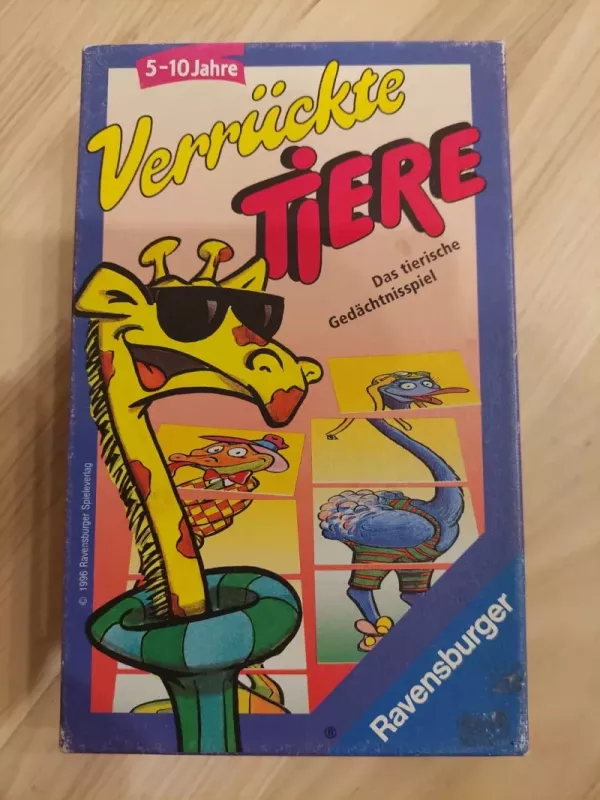 5-10 Jahre
Verrückte
TiERE
Das tierische
Gedächtnisspiel
© 1996 Ravensburger Spieleverlag
Ravensburger
®